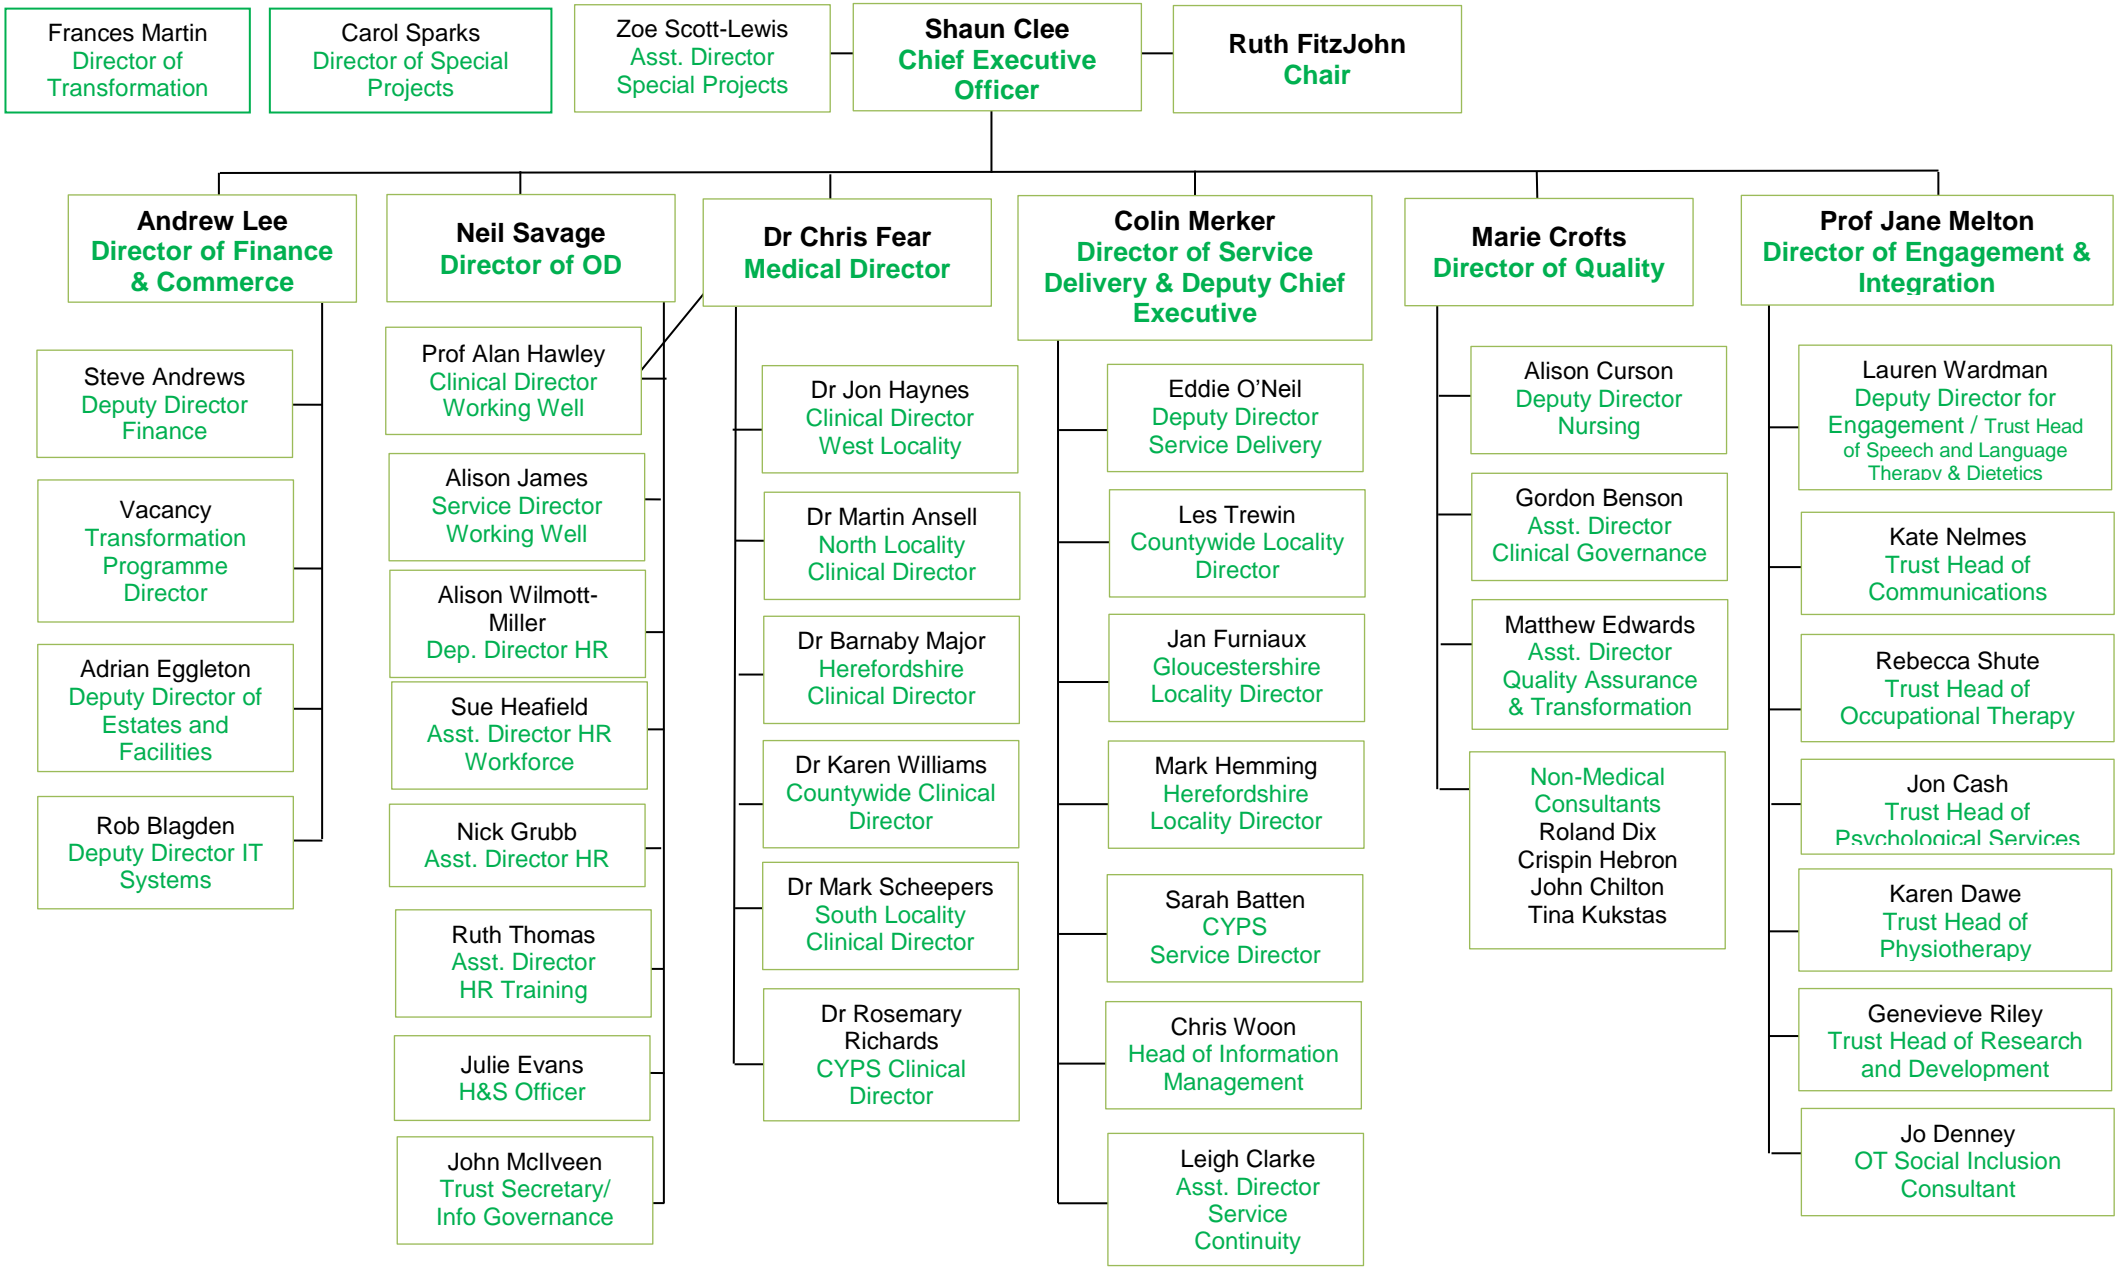 Frances Martin
Director of
Transformation
Carol Sparks
Director of Special
Projects
Zoe Scott-Lewis
Asst. Director
Special Projects
Shaun Clee
Chief Executive
Officer
Ruth FitzJohn
Chair
Andrew Lee
Director of Finance
& Commerce
Neil Savage
Director of OD
Dr Chris Fear
Medical Director
Colin Merker
Director of Service
Delivery & Deputy Chief
Executive
Marie Crofts
Director of Quality
Prof Jane Melton
Director of Engagement &
Integration
Steve Andrews
Deputy Director
Finance
Vacancy
Transformation
Programme
Director
Adrian Eggleton
Deputy Director of
Estates and
Facilities
Rob Blagden
Deputy Director IT
Systems
Prof Alan Hawley
Clinical Director
Working Well
Alison James
Service Director
Working Well
Alison Wilmott-
Miller
Dep. Director HR
Sue Heafield
Asst. Director HR
Workforce
Nick Grubb
Asst. Director HR
Ruth Thomas
Asst. Director
HR Training
Julie Evans
H&S Officer
John McIlveen
Trust Secretary/
Info Governance
Dr Jon Haynes
Clinical Director
West Locality
Dr Martin Ansell
North Locality
Clinical Director
Dr Barnaby Major
Herefordshire
Clinical Director
Dr Karen Williams
Countywide Clinical
Director
Dr Mark Scheepers
South Locality
Clinical Director
Dr Rosemary
Richards
CYPS Clinical
Director
Eddie O’Neil
Deputy Director
Service Delivery
Les Trewin
Countywide Locality
Director
Jan Furniaux
Gloucestershire
Locality Director
Mark Hemming
Herefordshire
Locality Director
Sarah Batten
CYPS
Service Director
Chris Woon
Head of Information
Management
Leigh Clarke
Asst. Director
Service
Continuity
Alison Curson
Deputy Director
Nursing
Gordon Benson
Asst. Director
Clinical Governance
Matthew Edwards
Asst. Director
Quality Assurance
& Transformation
Non-Medical
Consultants
Roland Dix
Crispin Hebron
John Chilton
Tina Kukstas
Lauren Wardman
Deputy Director for
Engagement / Trust Head
of Speech and Language
Therapy & Dietetics
Kate Nelmes
Trust Head of
Communications
Rebecca Shute
Trust Head of
Occupational Therapy
Jon Cash
Trust Head of
Psychological Services
Karen Dawe
Trust Head of
Physiotherapy
Genevieve Riley
Trust Head of Research
and Development
Jo Denney
OT Social Inclusion
Consultant